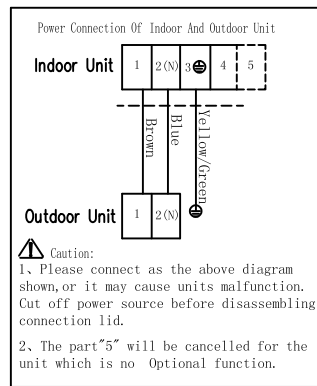 Power Connection Of Indoor And Outdoor Unit
Indoor Unit 1 2(N) 3 4 5
Brown
Blue
Yellow/Green
Outdoor Unit 1 2(N)
Caution:
1、Please connect as the above diagram
shown,or it may cause units malfunction.
Cut off power source before disassembling
connection lid.
2、The part"5" will be cancelled for the
unit which is no Optional function.